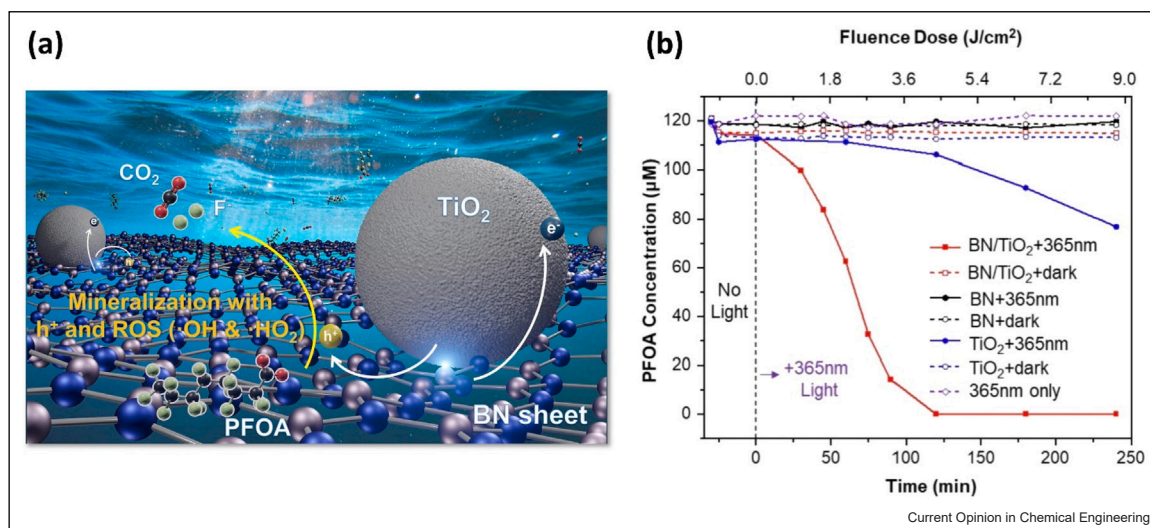 (a)
CO₂
F⁻
TiO₂
e⁻
e⁻
h⁺
Mineralization with
h⁺ and ROS (·OH & ·HO₂)
h⁺
PFOA
BN sheet
(b)
Fluence Dose (J/cm²)
0.0 1.8 3.6 5.4 7.2 9.0
PFOA Concentration (µM)
120
100
80
60
40
20
0
No
Light
+365nm
Light
BN/TiO₂+365nm
BN/TiO₂+dark
BN+365nm
BN+dark
TiO₂+365nm
TiO₂+dark
365nm only
0 50 100 150 200 250
Time (min)
Current Opinion in Chemical Engineering